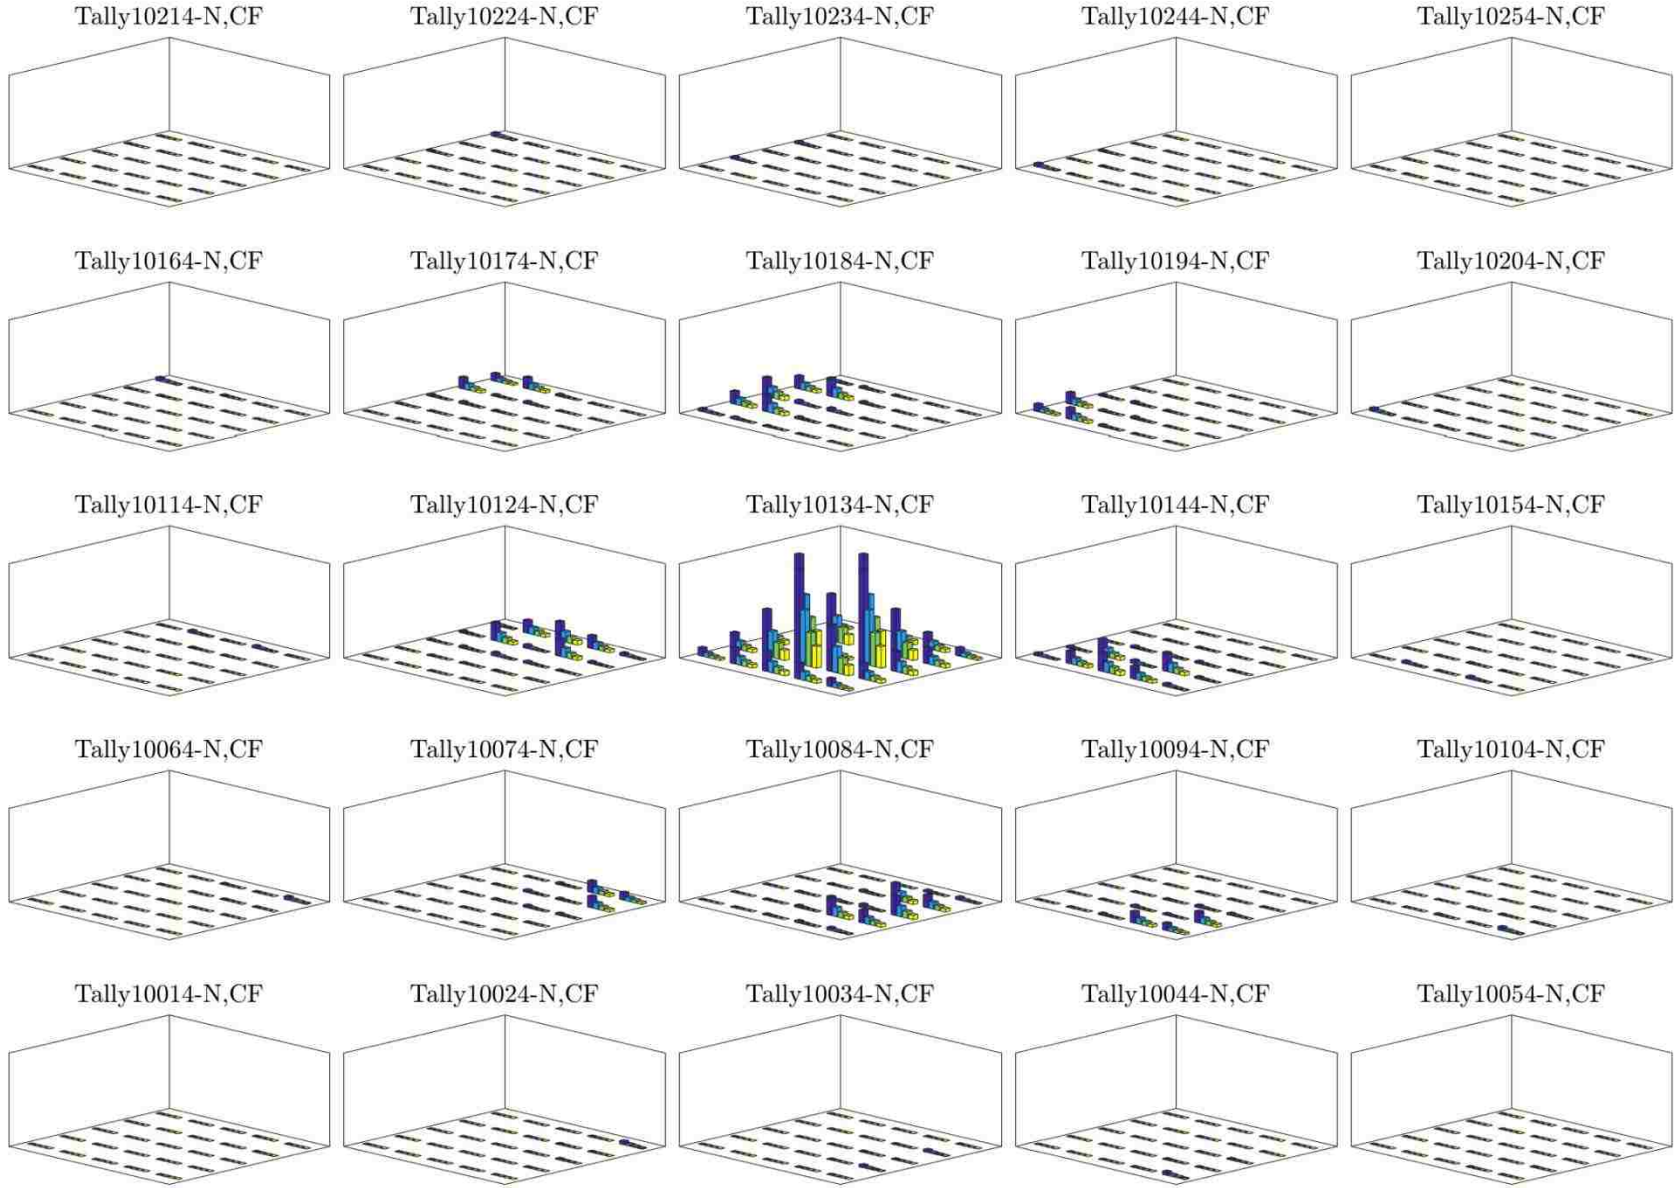 Tally10214-N,CF Tally10224-N,CF Tally10234-N,CF Tally10244-N,CF Tally10254-N,CF
Tally10164-N,CF Tally10174-N,CF Tally10184-N,CF Tally10194-N,CF Tally10204-N,CF
Tally10114-N,CF Tally10124-N,CF Tally10134-N,CF Tally10144-N,CF Tally10154-N,CF
Tally10064-N,CF Tally10074-N,CF Tally10084-N,CF Tally10094-N,CF Tally10104-N,CF
Tally10014-N,CF Tally10024-N,CF Tally10034-N,CF Tally10044-N,CF Tally10054-N,CF